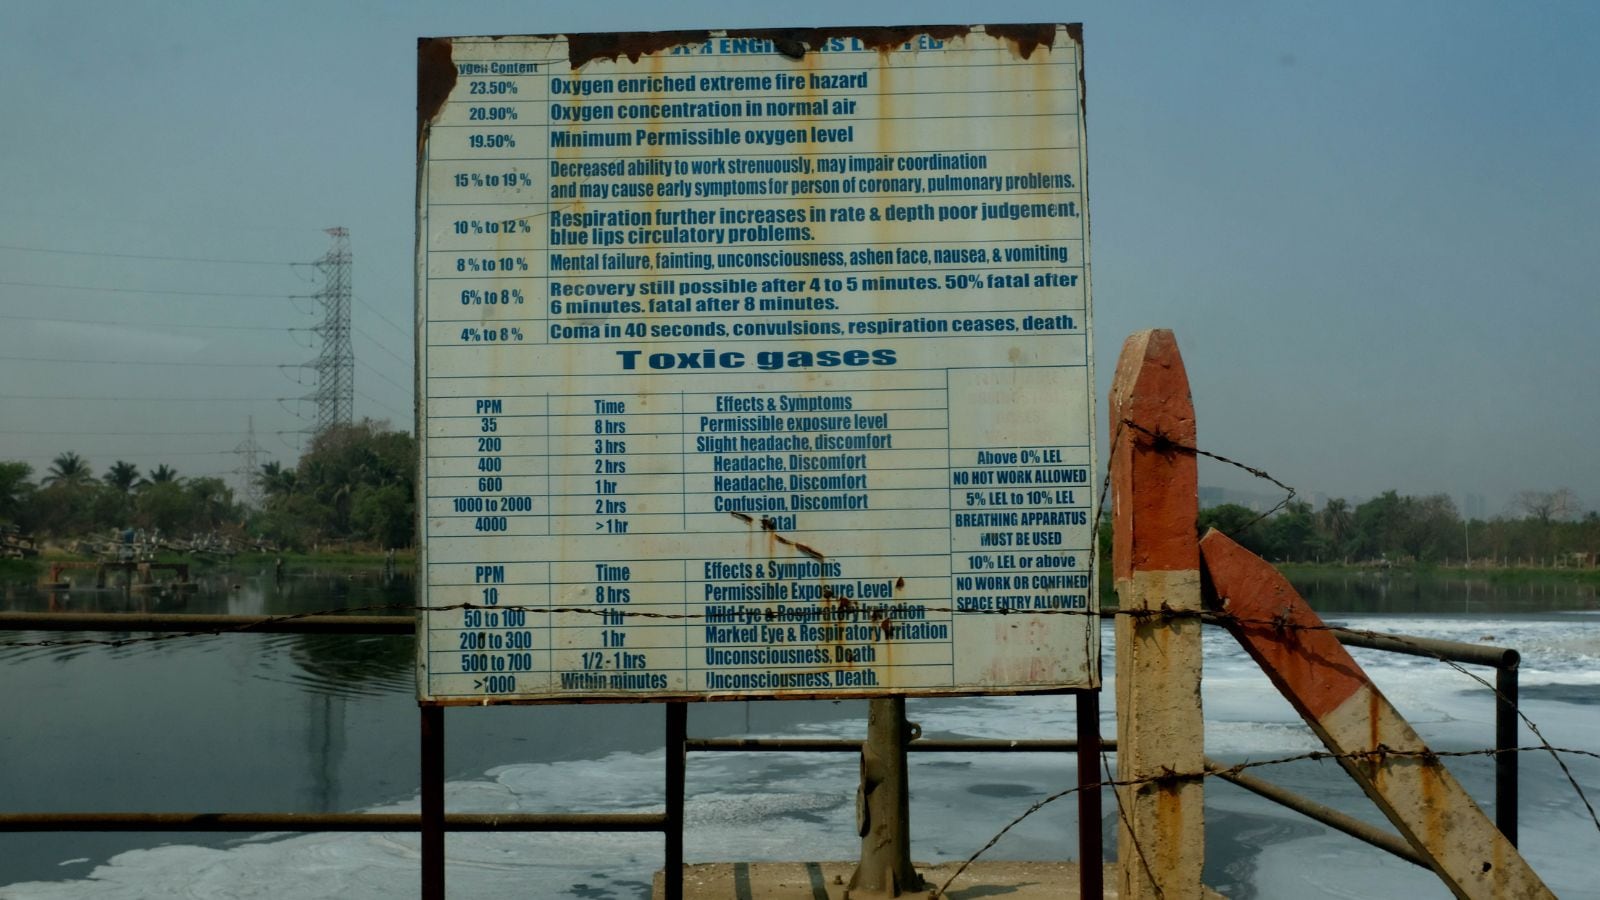 ENGI
Content
23.50% Oxygen enriched extreme fire hazard
20.90% Oxygen concentration in normal air
19.50% Minimum Permissible oxygen level
15 % to 19 % Decreased ability to work strenuously, may impair coordination
and may cause early symptoms for person of coronary, pulmonary problems.
10 % to 12 % Respiration further increases in rate & depth poor judgement,
blue lips circulatory problems.
8 % to 10 % Mental failure, fainting, unconsciousness, ashen face, nausea, & vomiting
6% to 8 % Recovery still possible after 4 to 5 minutes. 50% fatal after
6 minutes. fatal after 8 minutes.
4% to 8 % Coma in 40 seconds, convulsions, respiration ceases, death.
Toxic gases
PPM Time Effects & Symptoms
35 8 hrs Permissible exposure level
200 3 hrs Slight headache, discomfort
400 2 hrs Headache, Discomfort
600 1 hr Headache, Discomfort
1000 to 2000 2 hrs Confusion, Discomfort
4000 > 1 hr Fatal
PPM Time Effects & Symptoms
10 8 hrs Permissible Exposure Level
50 to 100 1 hr Mild Eye & Respiratory Irritation
200 to 300 1 hr Marked Eye & Respiratory Irritation
500 to 700 1/2 - 1 hrs Unconsciousness, Death
>1000 Within minutes Unconsciousness, Death.
Above 0% LEL
NO HOT WORK ALLOWED
5% LEL to 10% LEL
BREATHING APPARATUS
MUST BE USED
10% LEL or above
NO WORK OR CONFINED
SPACE ENTRY ALLOWED